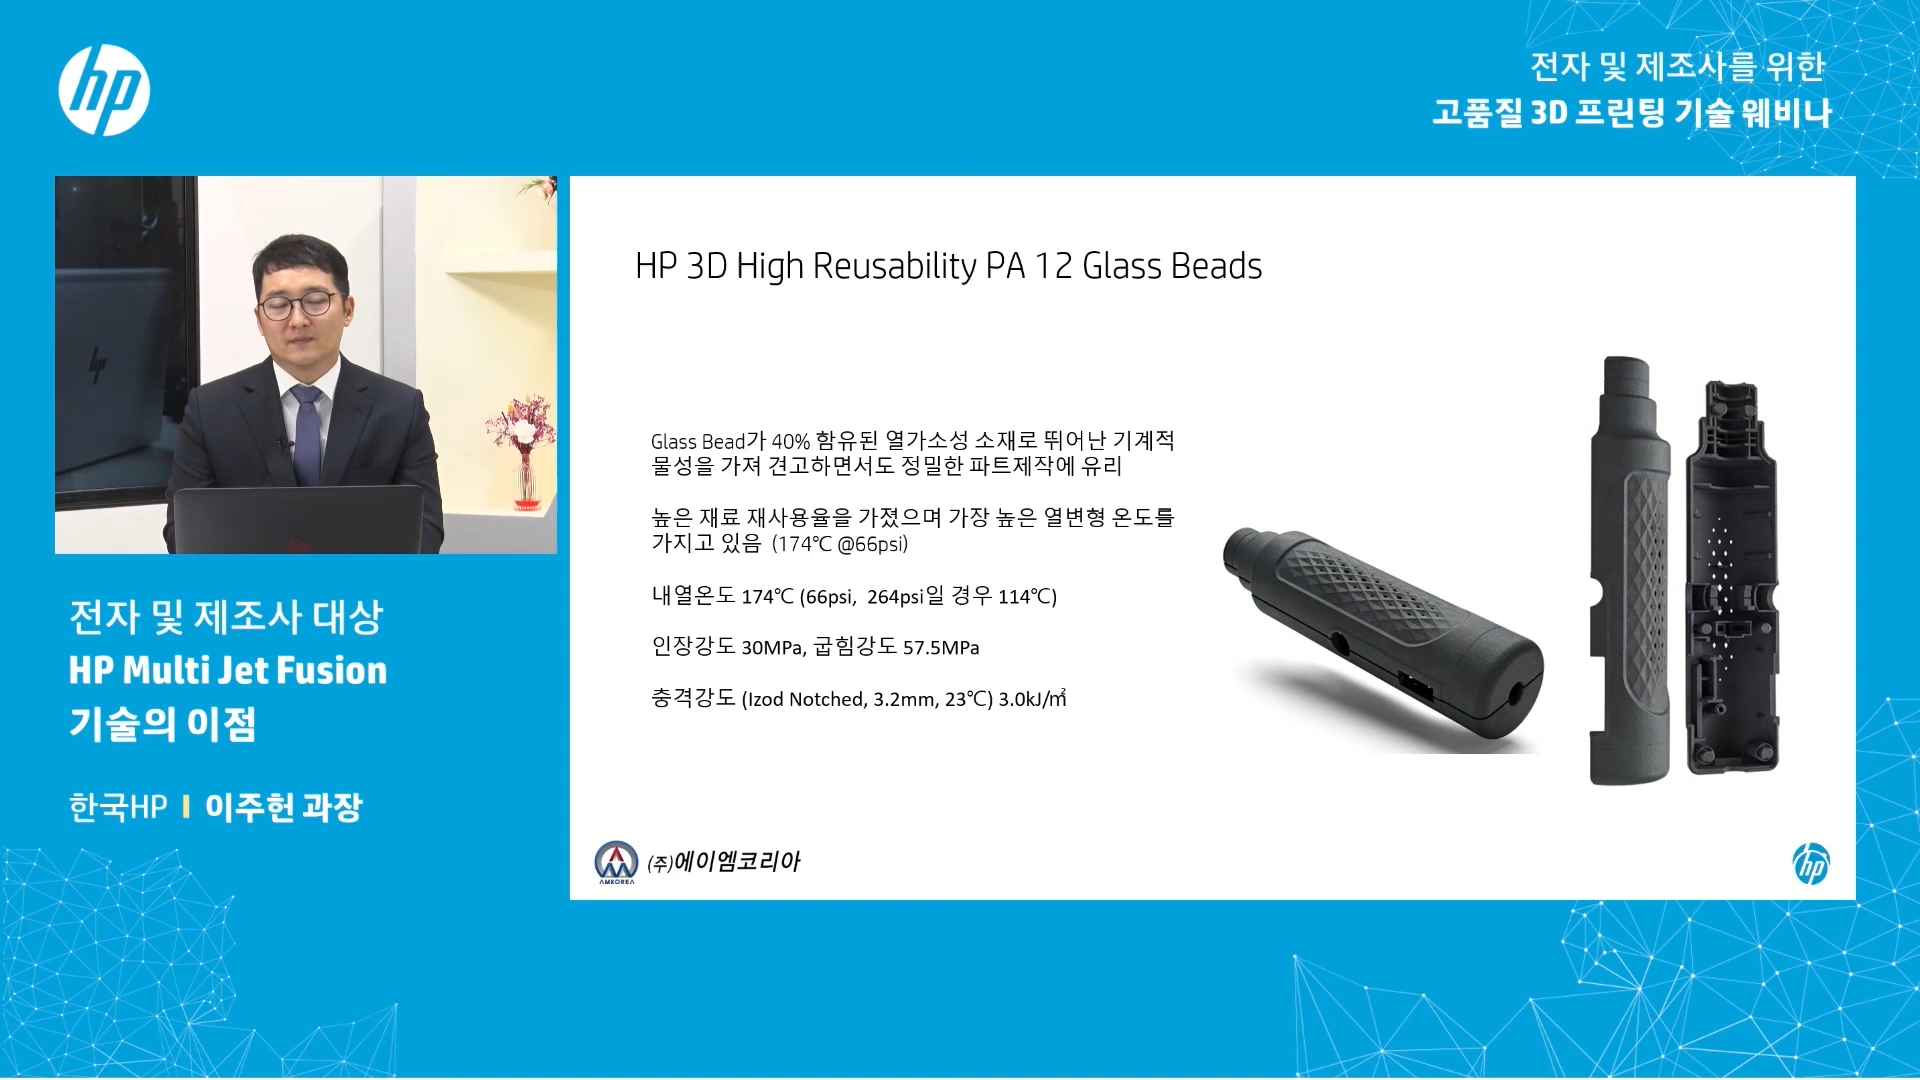 hp
전자 및 제조사를 위한
고품질 3D 프린팅 기술 웨비나
전자 및 제조사 대상
HP Multi Jet Fusion
기술의 이점
한국HP | 이주헌 과장
HP 3D High Reusability PA 12 Glass Beads
Glass Bead가 40% 함유된 열가소성 소재로 뛰어난 기계적
물성을 가져 견고하면서도 정밀한 파트제작에 유리
높은 재료 재사용율을 가졌으며 가장 높은 열변형 온도를
가지고 있음 (174℃ @66psi)
내열온도 174℃ (66psi, 264psi일 경우 114℃)
인장강도 30MPa, 굽힘강도 57.5MPa
충격강도 (Izod Notched, 3.2mm, 23℃) 3.0kJ/㎡
AMKOREA
(주)에이엠코리아
hp